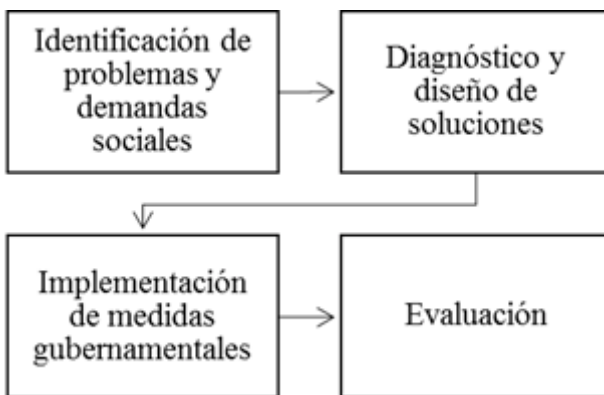 Identificación de
problemas y
demandas
sociales
Diagnóstico y
diseño de
soluciones
Implementación
de medidas
gubernamentales
Evaluación